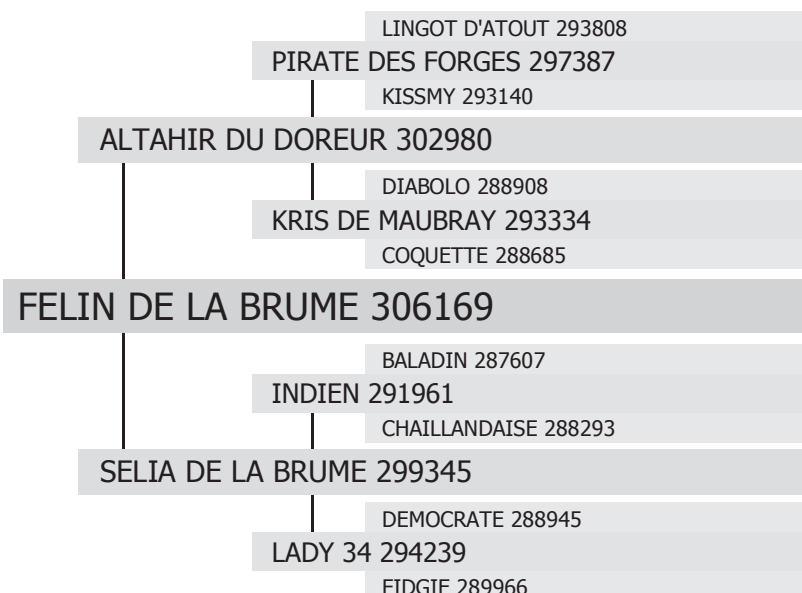 LINGOT D'ATOUT 293808
PIRATE DES FORGES 297387
KISSMY 293140
ALTAHIR DU DOREUR 302980
DIABOLO 288908
KRIS DE MAUBRAY 293334
COQUETTE 288685
FELIN DE LA BRUME 306169
BALADIN 287607
INDIEN 291961
CHAILLANDAISE 288293
SELIA DE LA BRUME 299345
DEMOCRATE 288945
LADY 34 294239
FIDGIE 289966